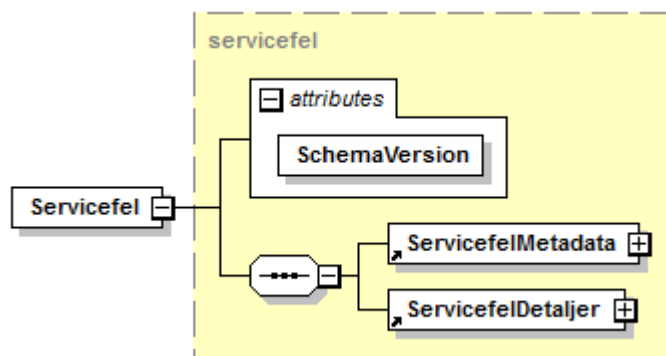 servicefel
attributes
SchemaVersion
Servicefel
ServicefelMetadata
ServicefelDetaljer